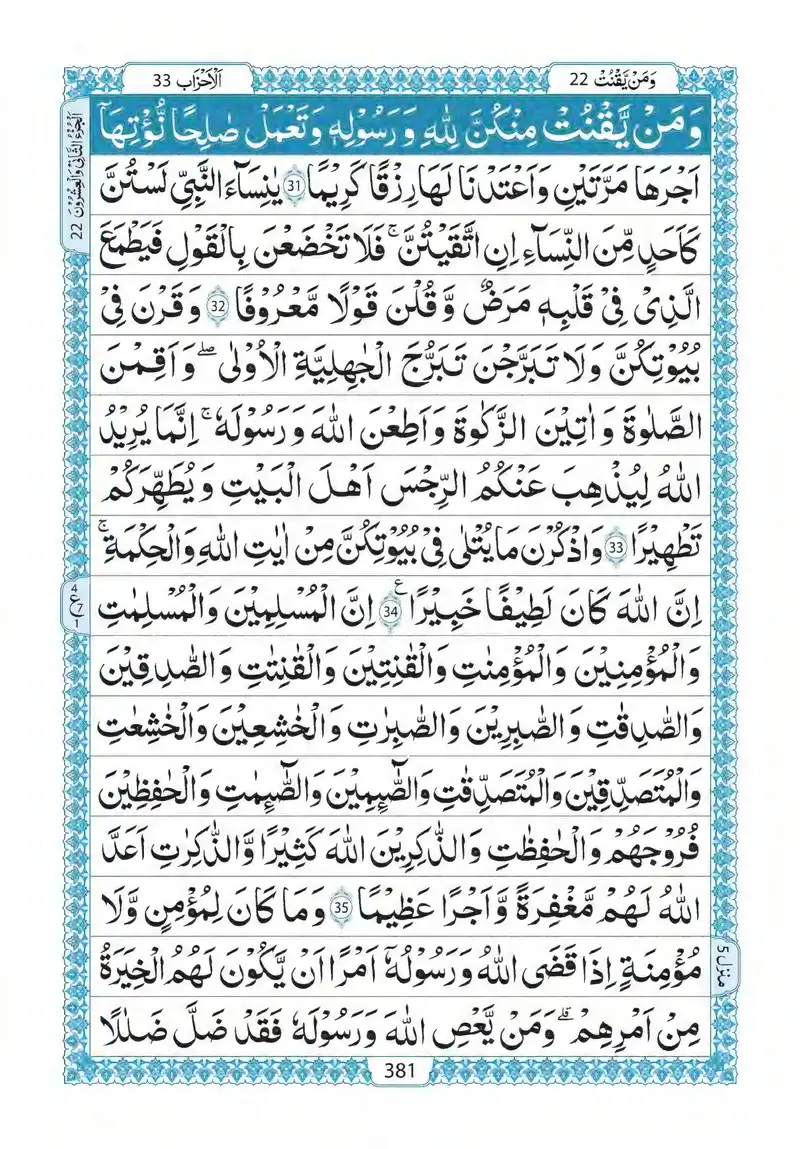 وَمَنْ يَّقْنُتْ 22
اَلْاَحْزَاب 33
وَمَنْ يَّقْنُتْ مِنْكُنَّ لِلّٰهِ وَرَسُوْلِهٖ وَتَعْمَلْ صٰلِحًا نُّؤْتِهَاۤ
اَجْرَهَا مَرَّتَيْنِ وَاَعْتَدْنَا لَهَا رِزْقًا كَرِيْمًا 31 يٰنِسَآءَ النَّبِيِّ لَسْتُنَّ
كَاَحَدٍ مِّنَ النِّسَآءِ اِنِ اتَّقَيْتُنَّ ۚ فَلَا تَخْضَعْنَ بِالْقَوْلِ فَيَطْمَعَ
الَّذِيْ فِيْ قَلْبِهٖ مَرَضٌ وَّقُلْنَ قَوْلًا مَّعْرُوْفًا 32 وَقَرْنَ فِيْ
بُيُوْتِكُنَّ وَلَا تَبَرَّجْنَ تَبَرُّجَ الْجٰهِلِيَّةِ الْاُوْلٰى ۖ وَاَقِمْنَ
الصَّلٰوةَ وَاٰتِيْنَ الزَّكٰوةَ وَاَطِعْنَ اللّٰهَ وَرَسُوْلَهٗ ۚ اِنَّمَا يُرِيْدُ
اللّٰهُ لِيُذْهِبَ عَنْكُمُ الرِّجْسَ اَهْلَ الْبَيْتِ وَيُطَهِّرَكُمْ
تَطْهِيْرًا 33 وَاذْكُرْنَ مَا يُتْلٰى فِيْ بُيُوْتِكُنَّ مِنْ اٰيٰتِ اللّٰهِ وَالْحِكْمَةِ ۚ
اِنَّ اللّٰهَ كَانَ لَطِيْفًا خَبِيْرًا 34 ع اِنَّ الْمُسْلِمِيْنَ وَالْمُسْلِمٰتِ
وَالْمُؤْمِنِيْنَ وَالْمُؤْمِنٰتِ وَالْقٰنِتِيْنَ وَالْقٰنِتٰتِ وَالصّٰدِقِيْنَ
وَالصّٰدِقٰتِ وَالصّٰبِرِيْنَ وَالصّٰبِرٰتِ وَالْخٰشِعِيْنَ وَالْخٰشِعٰتِ
وَالْمُتَصَدِّقِيْنَ وَالْمُتَصَدِّقٰتِ وَالصَّآئِمِيْنَ وَالصّٰٓئِمٰتِ وَالْحٰفِظِيْنَ
فُرُوْجَهُمْ وَالْحٰفِظٰتِ وَالذّٰكِرِيْنَ اللّٰهَ كَثِيْرًا وَّالذّٰكِرٰتِ اَعَدَّ
اللّٰهُ لَهُمْ مَّغْفِرَةً وَّاَجْرًا عَظِيْمًا 35 وَمَا كَانَ لِمُؤْمِنٍ وَّلَا
مُؤْمِنَةٍ اِذَا قَضَى اللّٰهُ وَرَسُوْلُهٗۤ اَمْرًا اَنْ يَّكُوْنَ لَهُمُ الْخِيَرَةُ
مِنْ اَمْرِهِمْ ۗ وَمَنْ يَّعْصِ اللّٰهَ وَرَسُوْلَهٗ فَقَدْ ضَلَّ ضَلٰلًا
اَلْجُزْءُ الثَّانِيْ وَالْعِشْرُوْنَ 22
4 ع 7 1
منزل 5
381